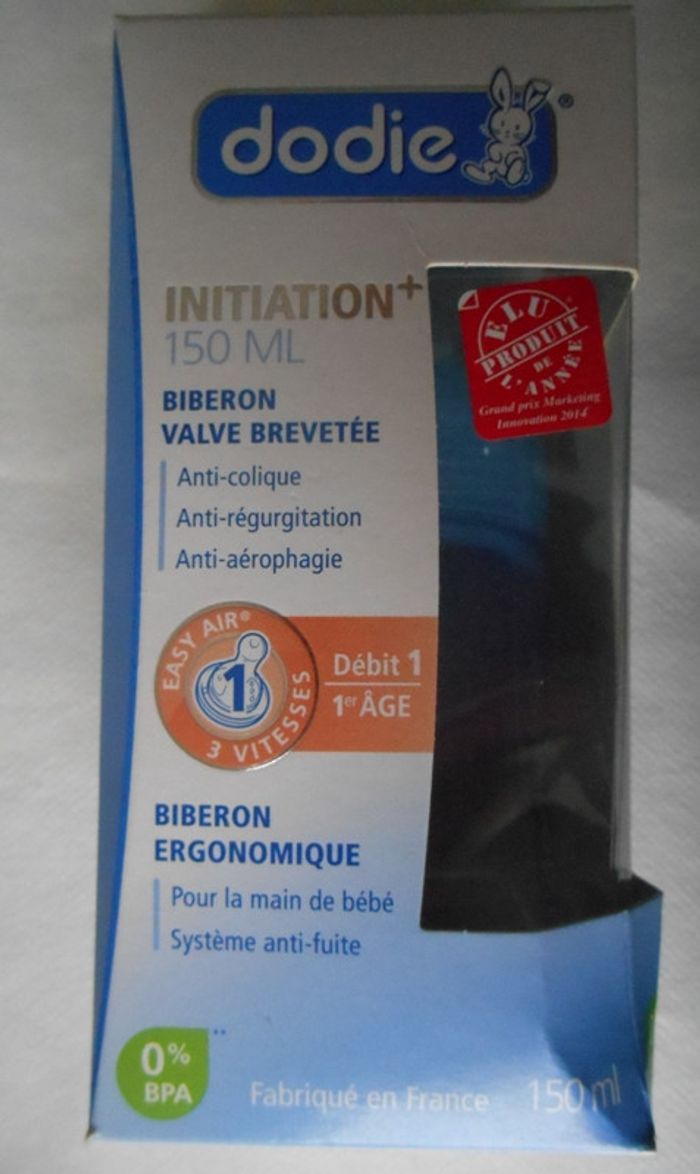 dodie®
INITIATION+
150 ML
BIBERON
VALVE BREVETÉE
Anti-colique
Anti-régurgitation
Anti-aérophagie
ELU
PRODUIT
DE
L'ANNÉE
Grand prix Marketing
Innovation 2014
EASY AIR®
1
3 VITESSES
Débit 1
1er ÂGE
BIBERON
ERGONOMIQUE
Pour la main de bébé
Système anti-fuite
0%
BPA
Fabriqué en France
150 ml